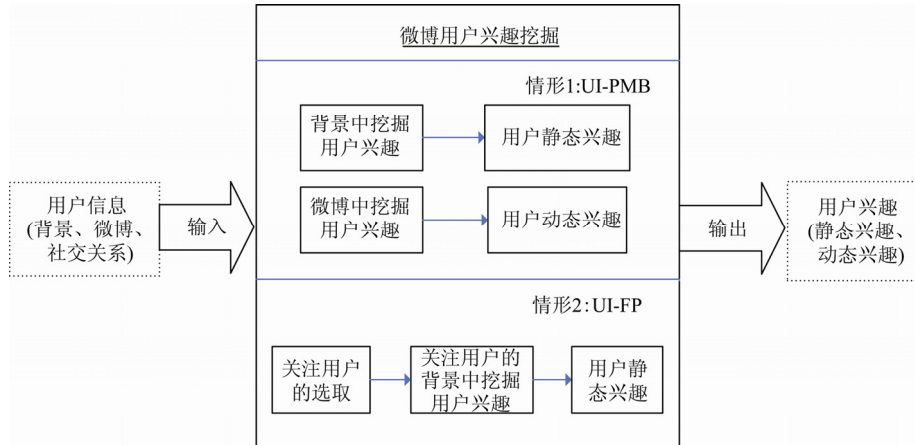 微博用户兴趣挖掘
情形1:UI-PMB
背景中挖掘
用户兴趣
用户静态兴趣
微博中挖掘
用户兴趣
用户动态兴趣
用户信息
(背景、微博、
社交关系)
输入
输出
用户兴趣
(静态兴趣、
动态兴趣)
情形2:UI-FP
关注用户
的选取
关注用户的
背景中挖掘
用户兴趣
用户静
态兴趣